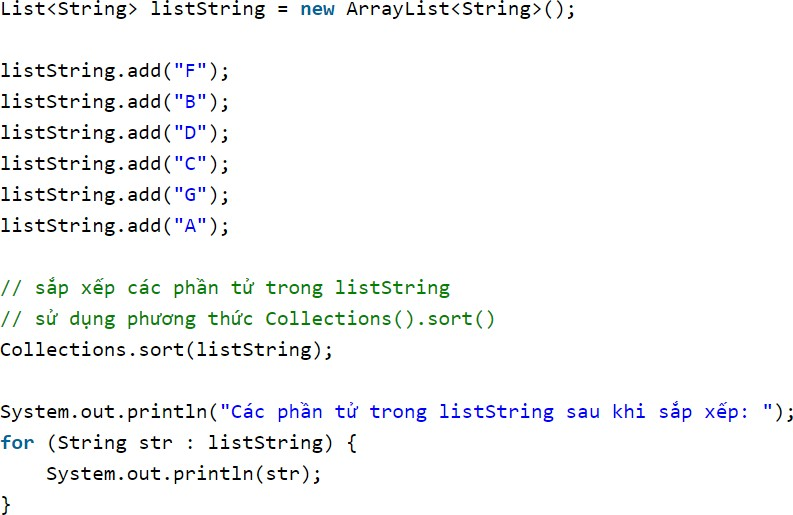 List<String> listString = new ArrayList<String>();
listString.add("F");
listString.add("B");
listString.add("D");
listString.add("C");
listString.add("G");
listString.add("A");
// sắp xếp các phần tử trong listString
// sử dụng phương thức Collections().sort()
Collections.sort(listString);
System.out.println("Các phần tử trong listString sau khi sắp xếp: ");
for (String str : listString) {
    System.out.println(str);
}